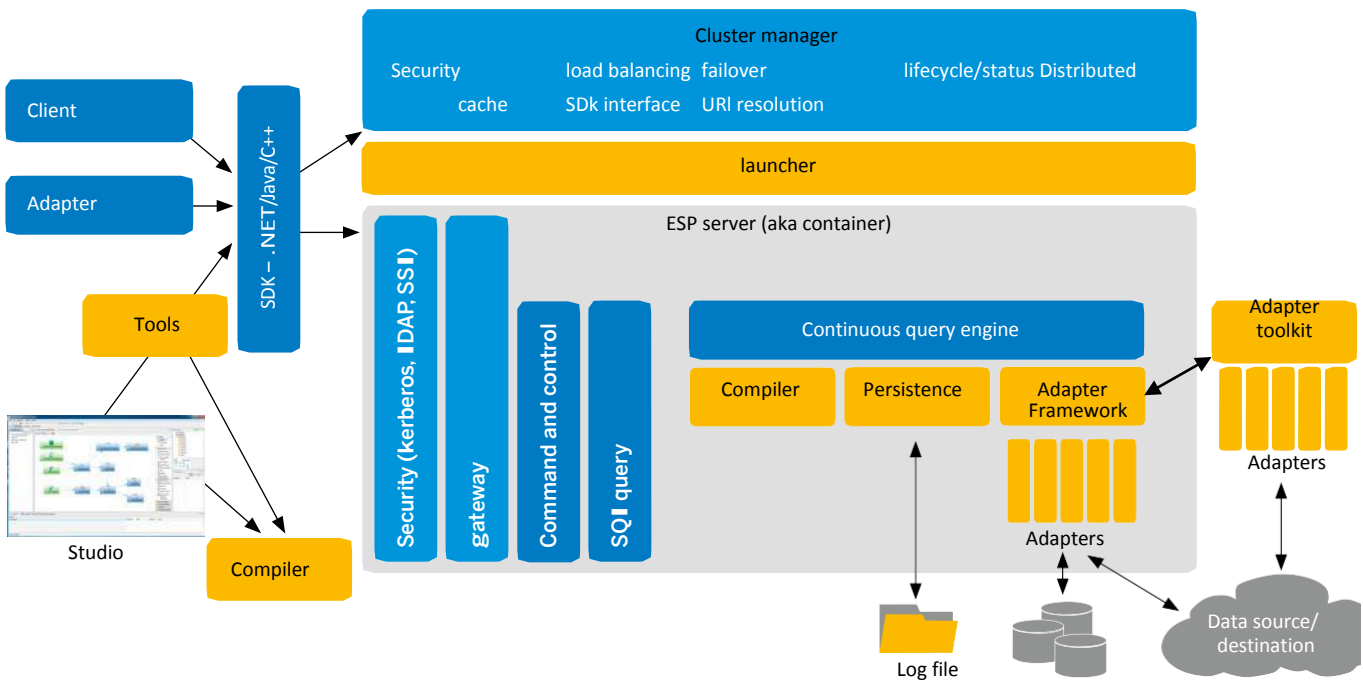 Cluster manager
Security load balancing failover lifecycle/status Distributed
cache SDk interface URl resolution
Client
Adapter
SDK – .NET/Java/C++
launcher
ESP server (aka container)
Security (kerberos, lDAP, SSl)
gateway
Command and control
SQl query
Tools
Continuous query engine
Compiler
Persistence
Adapter
Framework
Adapter
toolkit
Adapters
Adapters
Studio
Compiler
Log file
Data source/
destination